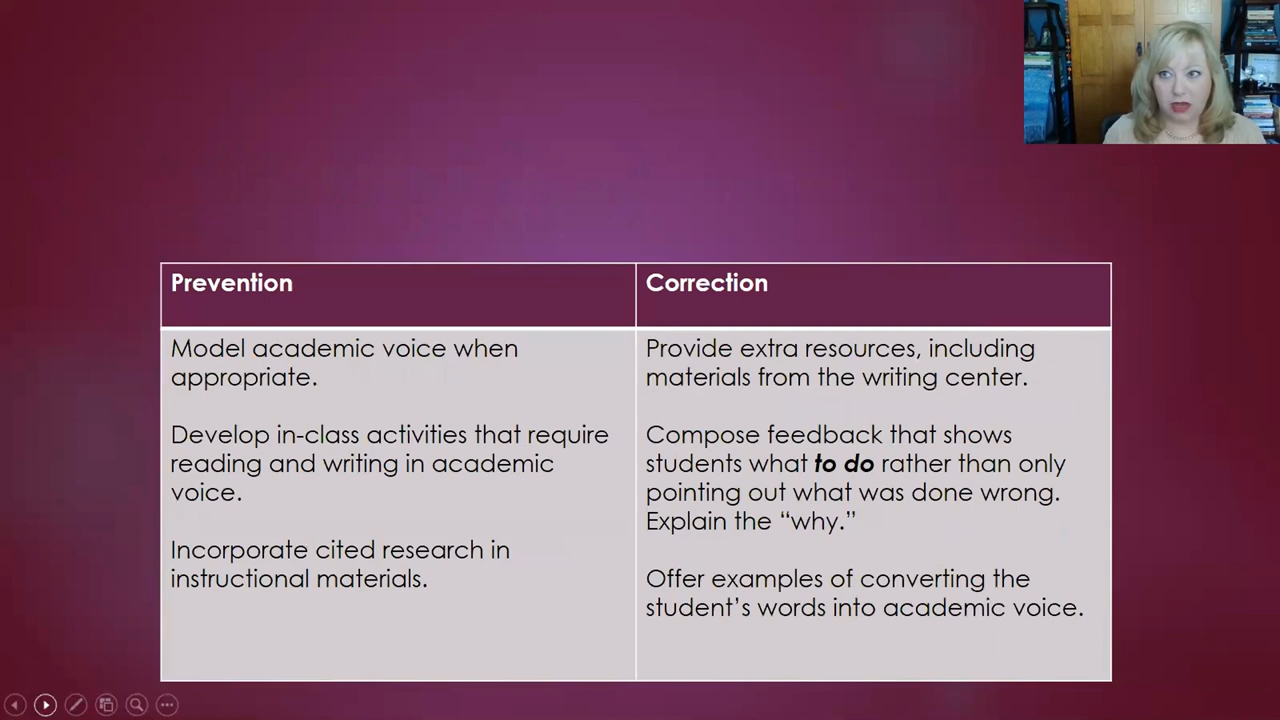 Prevention
Correction
Model academic voice when
appropriate.
Develop in-class activities that require
reading and writing in academic
voice.
Incorporate cited research in
instructional materials.
Provide extra resources, including
materials from the writing center.
Compose feedback that shows
students what to do rather than only
pointing out what was done wrong.
Explain the “why.”
Offer examples of converting the
student’s words into academic voice.